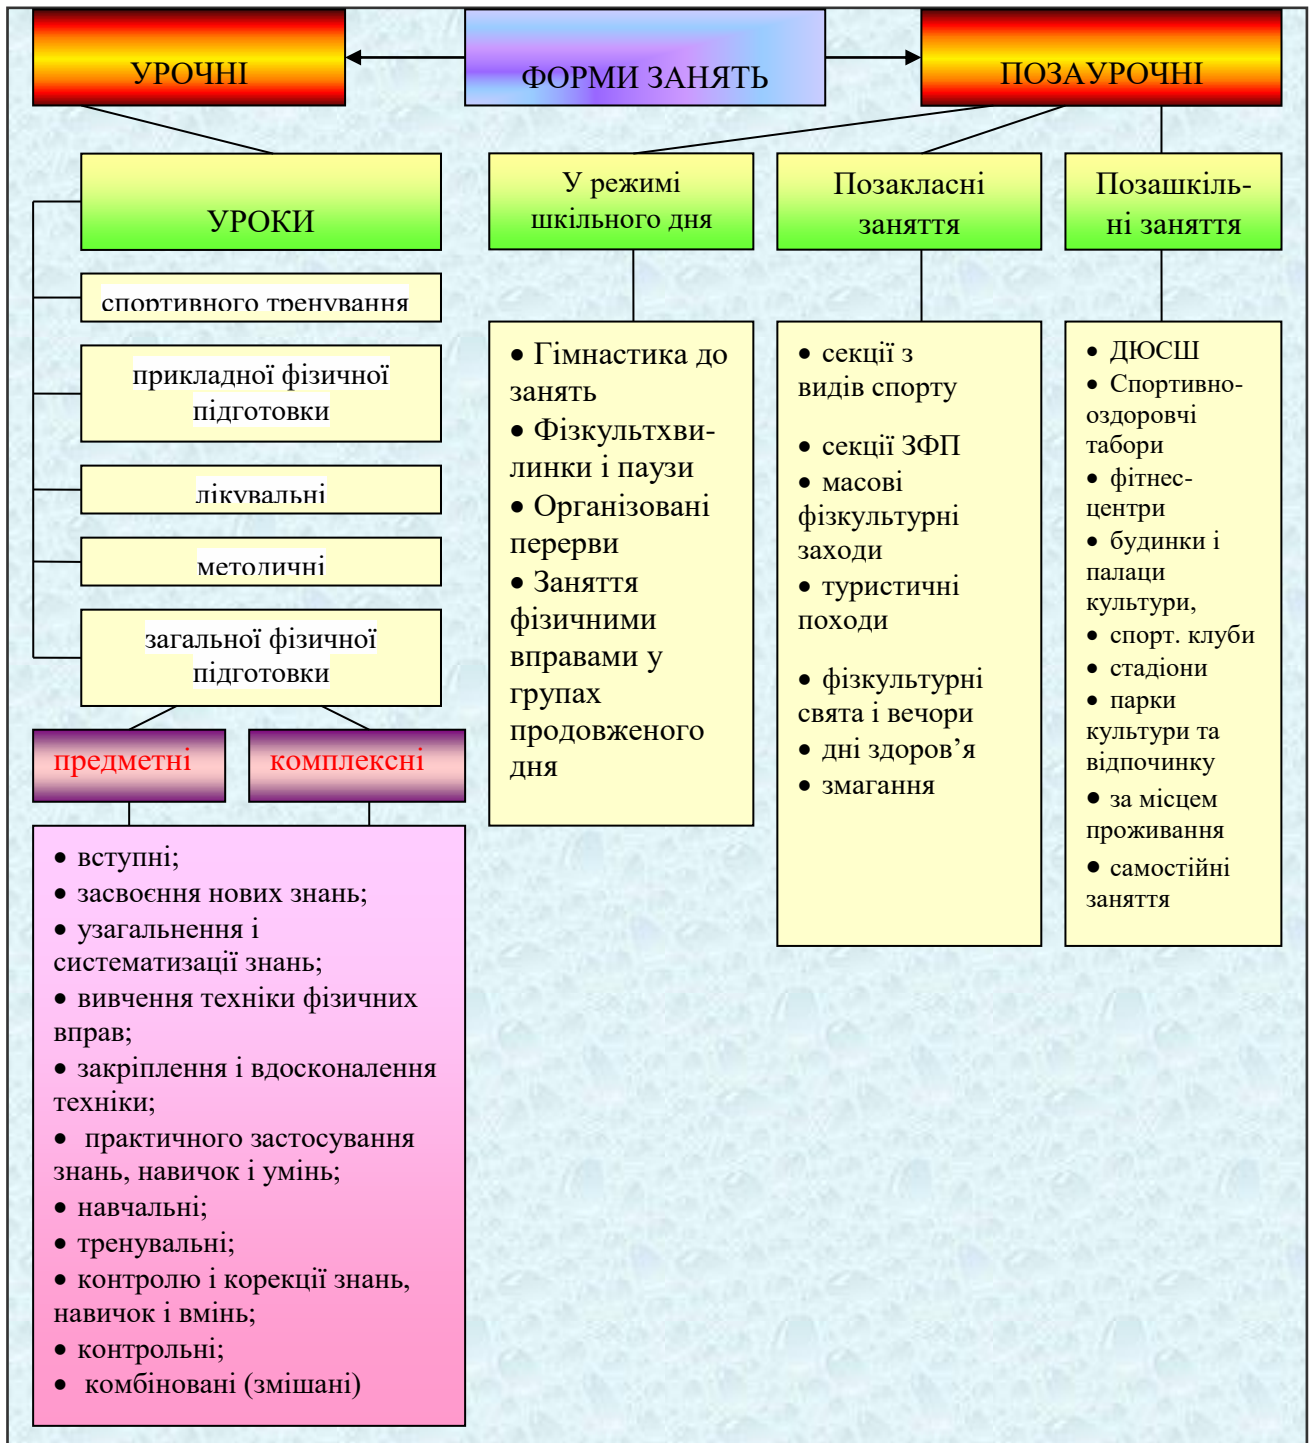 УРОЧНІ
ФОРМИ ЗАНЯТЬ
ПОЗАУРОЧНІ
УРОКИ
спортивного тренування
прикладної фізичної
підготовки
лікувальні
методичні
загальної фізичної
підготовки
предметні
комплексні
• вступні;
• засвоєння нових знань;
• узагальнення і
систематизації знань;
• вивчення техніки фізичних
вправ;
• закріплення і вдосконалення
техніки;
• практичного застосування
знань, навичок і умінь;
• навчальні;
• тренувальні;
• контролю і корекції знань,
навичок і вмінь;
• контрольні;
• комбіновані (змішані)
У режимі
шкільного дня
• Гімнастика до
занять
• Фізкультхви-
линки і паузи
• Організовані
перерви
• Заняття
фізичними
вправами у
групах
продовженого
дня
Позакласні
заняття
• секції з
видів спорту
• секції ЗФП
• масові
фізкультурні
заходи
• туристичні
походи
• фізкультурні
свята і вечори
• дні здоров’я
• змагання
Позашкіль-
ні заняття
• ДЮСШ
• Спортивно-
оздоровчі
табори
• фітнес-
центри
• будинки і
палаци
культури,
• спорт. клуби
• стадіони
• парки
культури та
відпочинку
• за місцем
проживання
• самостійні
заняття